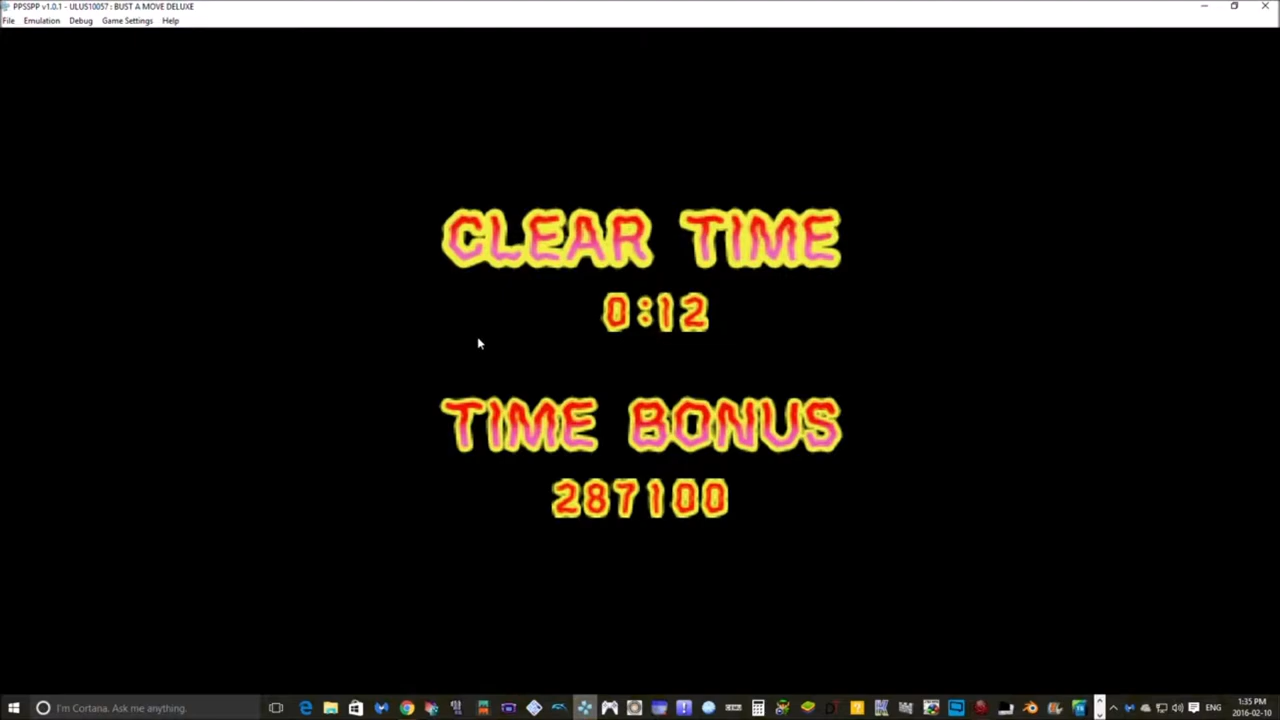 PPSSPP v1.0.1 - ULUS10057 : BUST A MOVE DELUXE
File Emulation Debug Game Settings Help
CLEAR TIME
0:12
TIME BONUS
287100
I'm Cortana. Ask me anything.
ENG
1:35 PM
2016-02-10